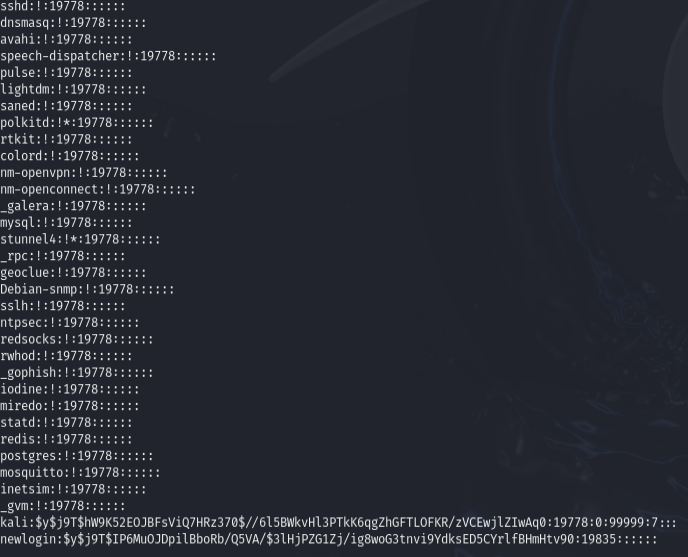 sshd:!:19778::::::
dnsmasq:!:19778::::::
avahi:!:19778::::::
speech-dispatcher:!:19778::::::
pulse:!:19778::::::
lightdm:!:19778::::::
saned:!:19778::::::
polkitd:!*:19778::::::
rtkit:!:19778::::::
colord:!:19778::::::
nm-openvpn:!:19778::::::
nm-openconnect:!:19778::::::
_galera:!:19778::::::
mysql:!:19778::::::
stunnel4:!*:19778::::::
_rpc:!:19778::::::
geoclue:!:19778::::::
Debian-snmp:!:19778::::::
sslh:!:19778::::::
ntpsec:!:19778::::::
redsocks:!:19778::::::
rwhod:!:19778::::::
_gophish:!:19778::::::
iodine:!:19778::::::
miredo:!:19778::::::
statd:!:19778::::::
redis:!:19778::::::
postgres:!:19778::::::
mosquitto:!:19778::::::
inetsim:!:19778::::::
_gvm:!:19778::::::
kali:$y$j9T$hW9K52EOJBFsViQ7HRz370$//6l5BWkvHl3PTkK6qgZhGFTLOFKR/zVCEwjlZIwAq0:19778:0:99999:7:::
newlogin:$y$j9T$IP6MuOJDpilBboRb/Q5VA/$3lHjPZG1Zj/ig8woG3tnvi9YdksED5CYrlfBHmHtv90:19835::::::